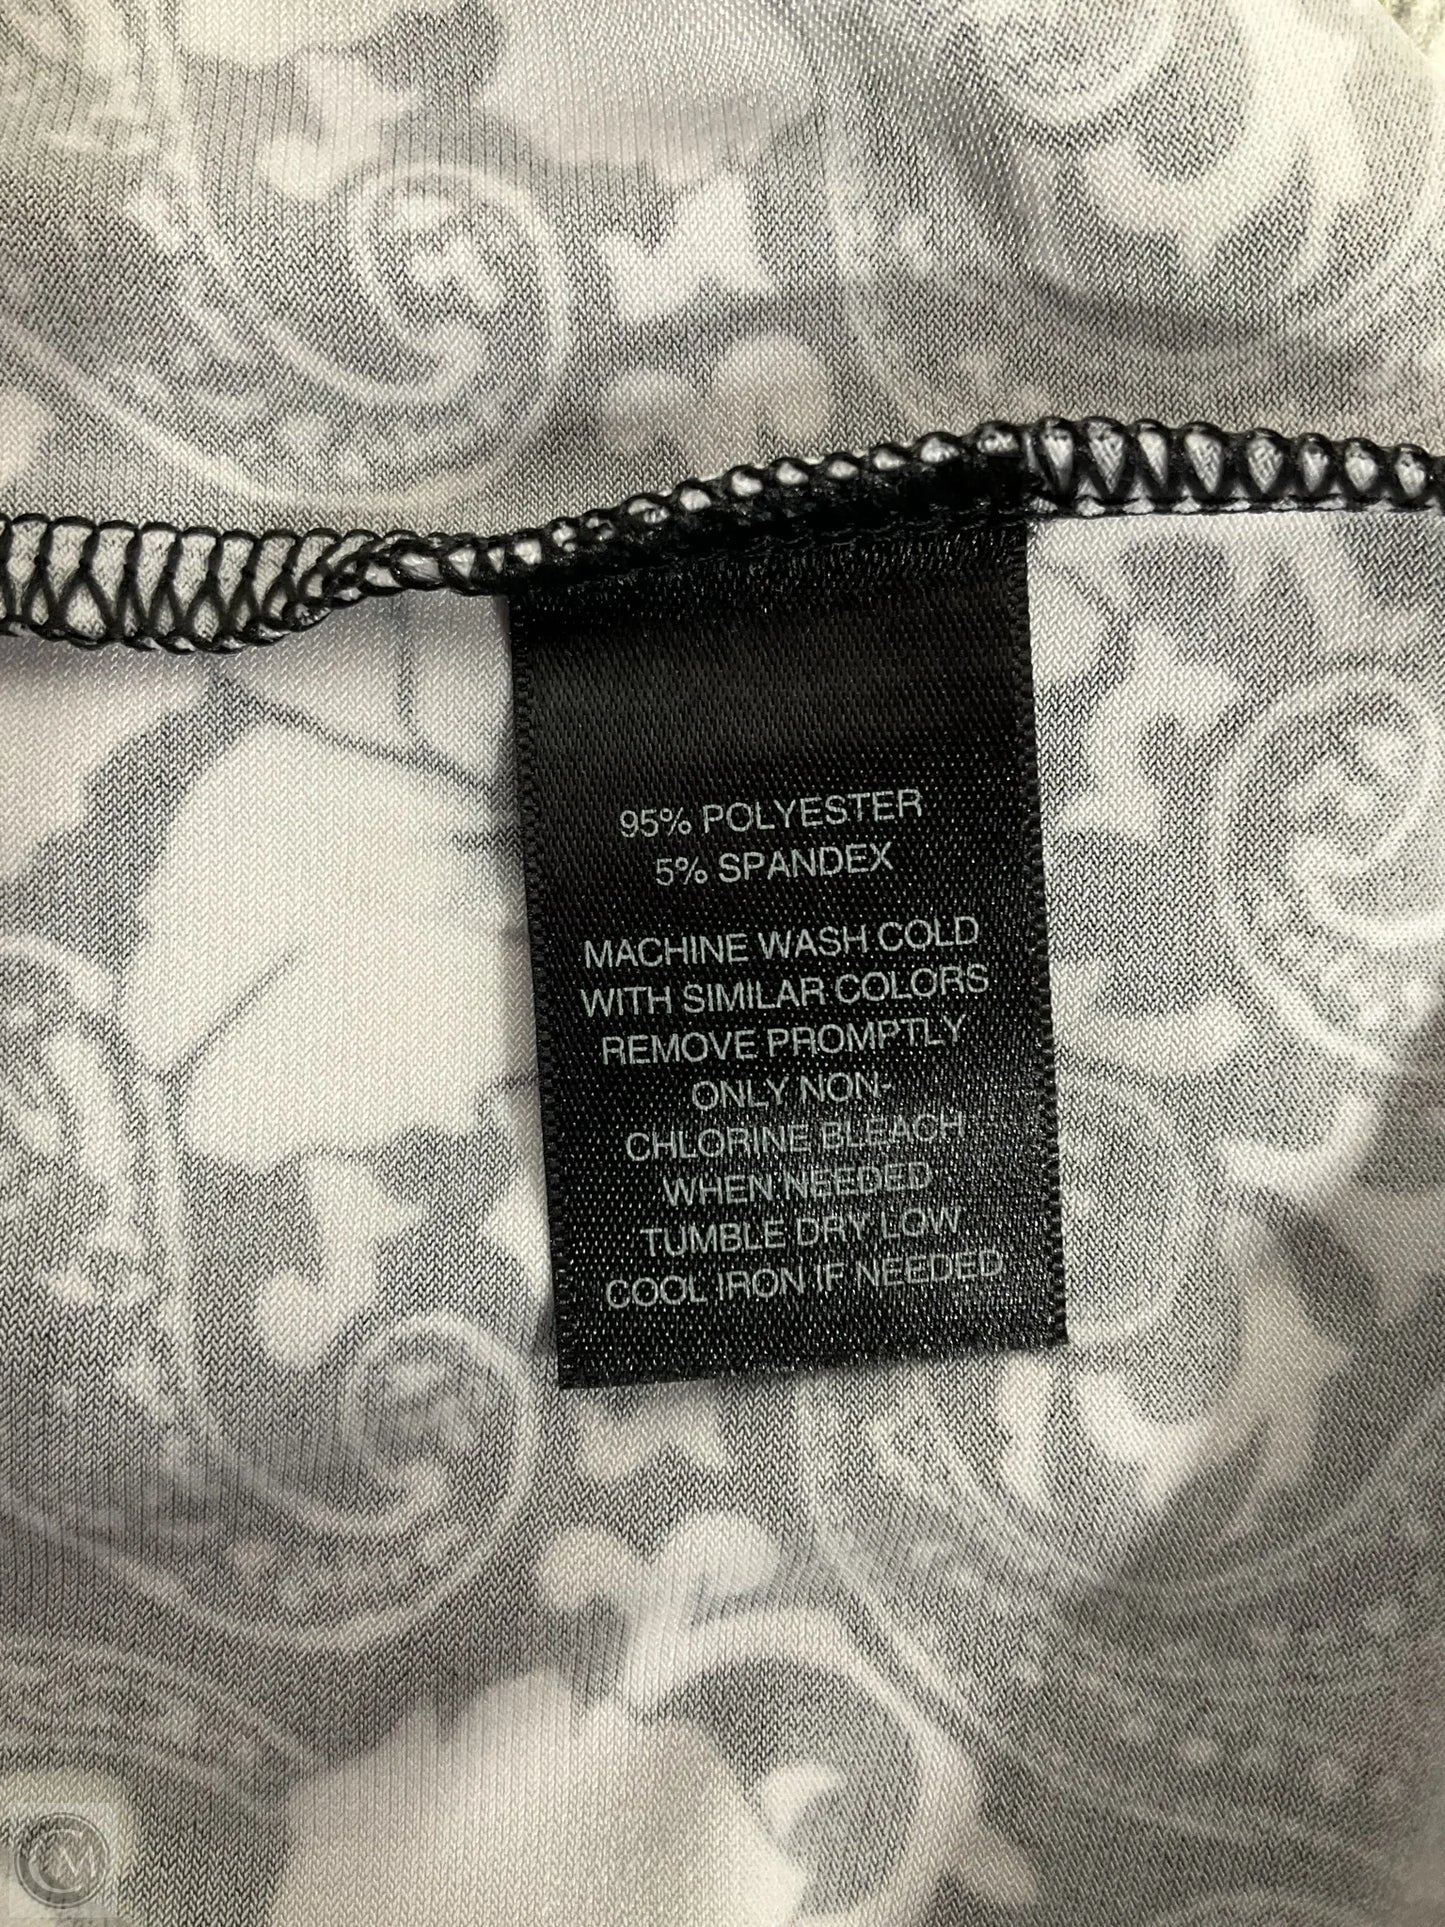 95% POLYESTER
5% SPANDEX
MACHINE WASH COLD
WITH SIMILAR COLORS
REMOVE PROMPTLY
ONLY NON-
CHLORINE BLEACH
WHEN NEEDED
TUMBLE DRY LOW
COOL IRON IF NEEDED
CM